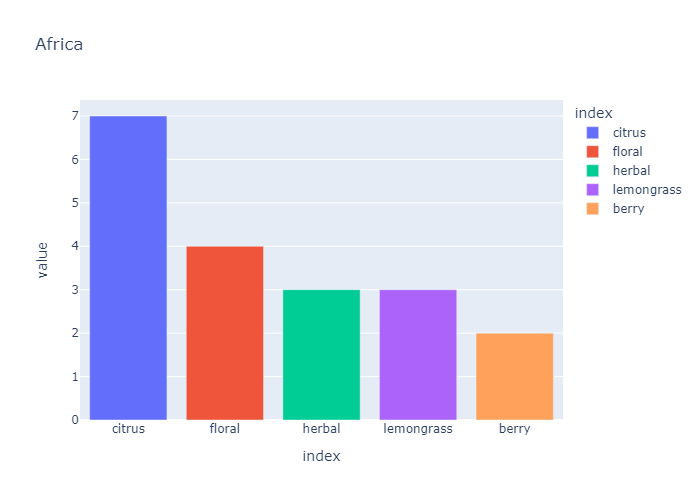 Africa
index
citrus
floral
herbal
lemongrass
berry
value
7
6
5
4
3
2
1
0
citrus floral herbal lemongrass berry
index